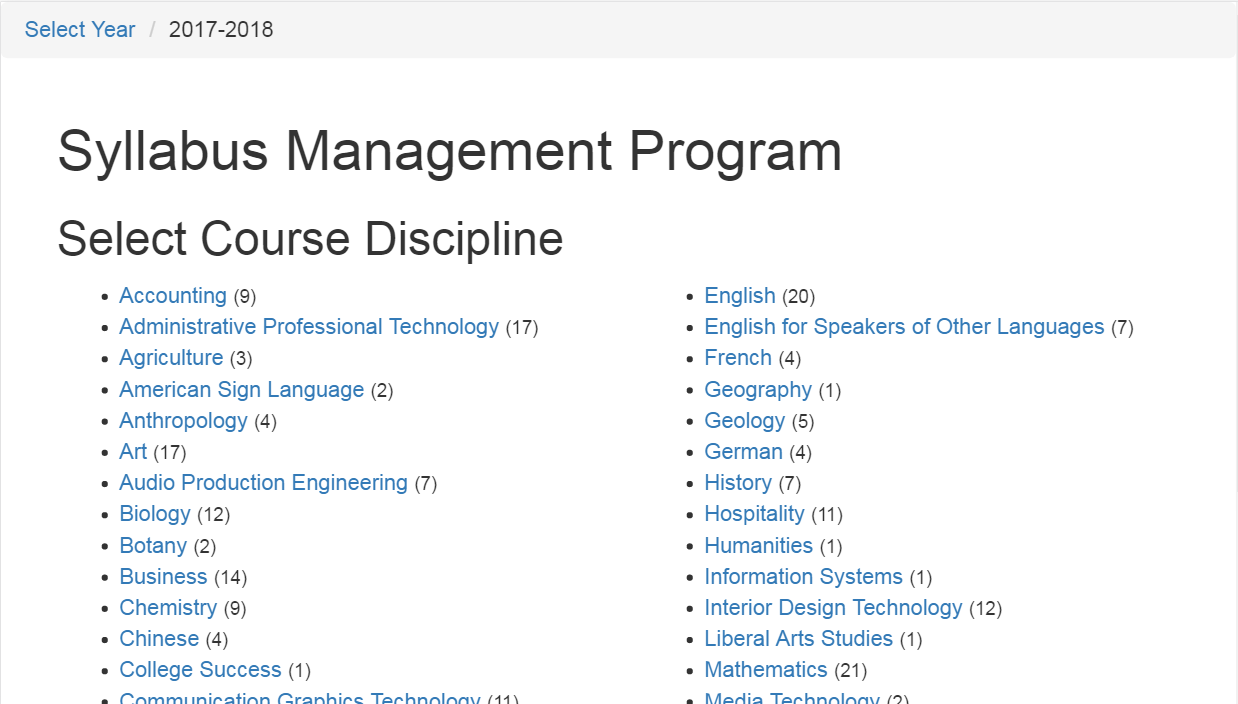 Select Year / 2017-2018
Syllabus Management Program
Select Course Discipline
Accounting (9)
Administrative Professional Technology (17)
Agriculture (3)
American Sign Language (2)
Anthropology (4)
Art (17)
Audio Production Engineering (7)
Biology (12)
Botany (2)
Business (14)
Chemistry (9)
Chinese (4)
College Success (1)
Communication Graphics Technology (11)
English (20)
English for Speakers of Other Languages (7)
French (4)
Geography (1)
Geology (5)
German (4)
History (7)
Hospitality (11)
Humanities (1)
Information Systems (1)
Interior Design Technology (12)
Liberal Arts Studies (1)
Mathematics (21)
Media Technology (2)